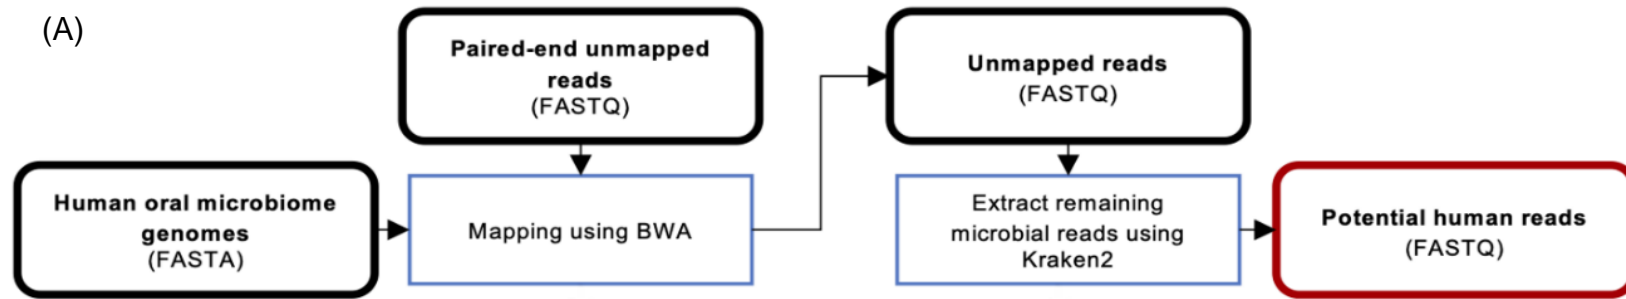 (A)
Paired-end unmapped
reads
(FASTQ)
Unmapped reads
(FASTQ)
Human oral microbiome
genomes
(FASTA)
Mapping using BWA
Extract remaining
microbial reads using
Kraken2
Potential human reads
(FASTQ)